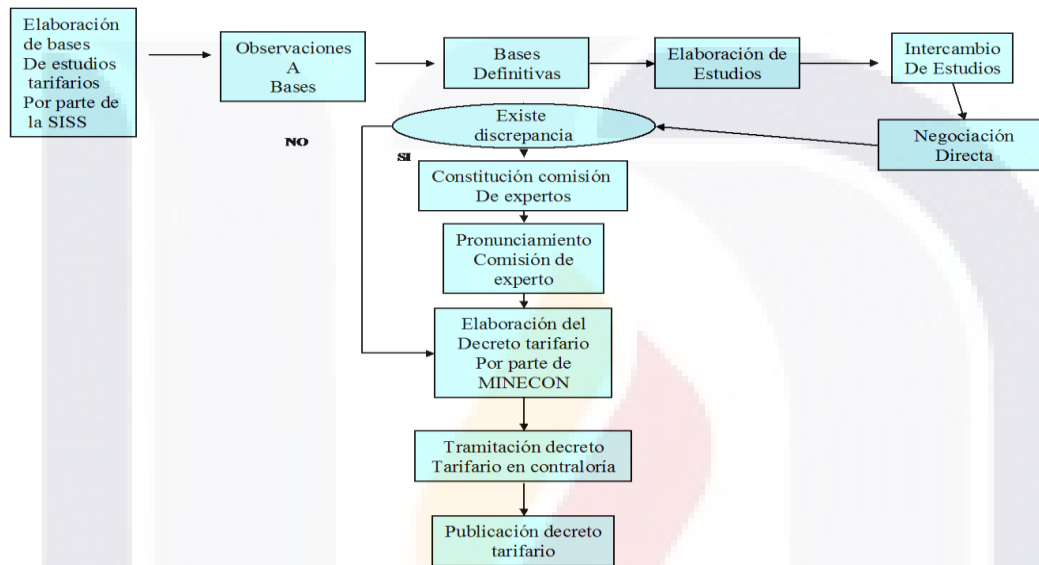 Elaboración
de bases
De estudios
tarifarios
Por parte de
la SISS
Observaciones
A
Bases
Bases
Definitivas
Elaboración de
Estudios
Intercambio
De Estudios
Negociación
Directa
Existe
discrepancia
NO
SI
Constitución comisión
De expertos
Pronunciamiento
Comisión de
experto
Elaboración del
Decreto tarifario
Por parte de
MINECON
Tramitación decreto
Tarifario en contraloría
Publicación decreto
tarifario